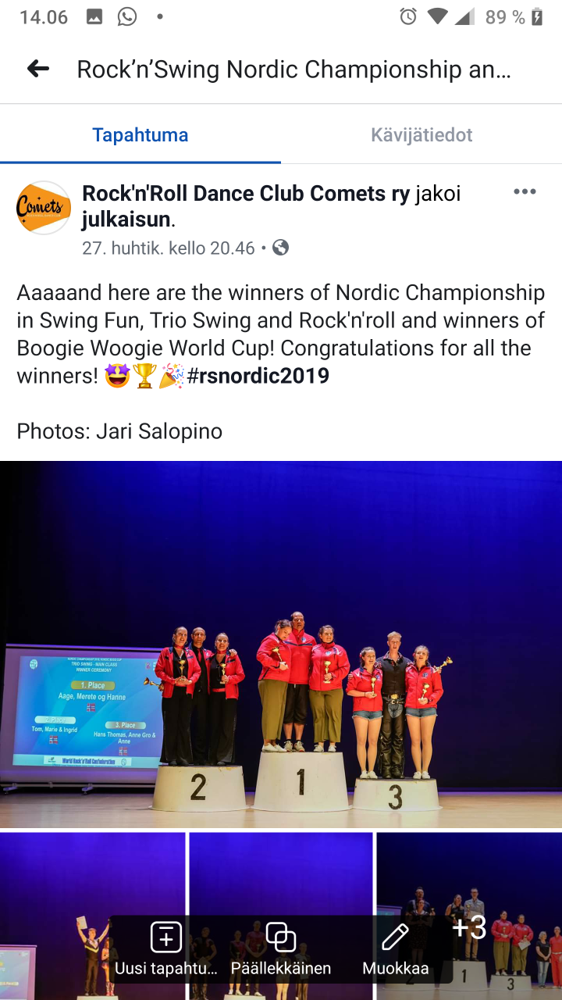 14.06
89 %
Rock’n’Swing Nordic Championship an...
Tapahtuma
Kävijätiedot
Comets
Rock'n'Roll Dance Club Comets ry jakoi
julkaisun.
27. huhtik. kello 20.46 •
Aaaaand here are the winners of Nordic Championship
in Swing Fun, Trio Swing and Rock'n'roll and winners of
Boogie Woogie World Cup! Congratulations for all the
winners! 🤩🏆🎉#rsnordic2019
Photos: Jari Salopino
TRIO SWING - MAIN CLASS
WINNER CEREMONY
1. Place
Aage, Merete og Hanne
2. Place
Tom, Marie & Ingrid
3. Place
Hans Thomas, Anne Gro &
Anne
World Rock'n'Roll Confederation
2
1
3
+3
2
1
3
Uusi tapahtu...
Päällekkäinen
Muokkaa